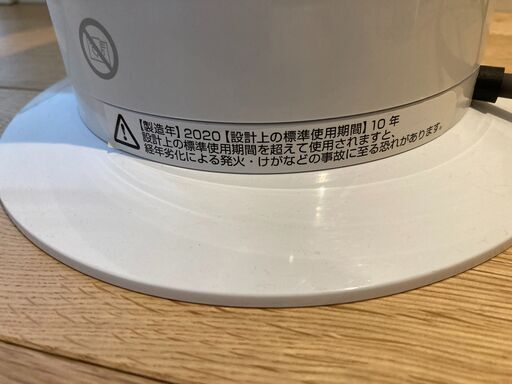 【製造年】2020【設計上の標準使用期間】10年
設計上の標準使用期間を超えて使用されますと、
経年劣化による発火・けがなどの事故に至る恐れがあります。